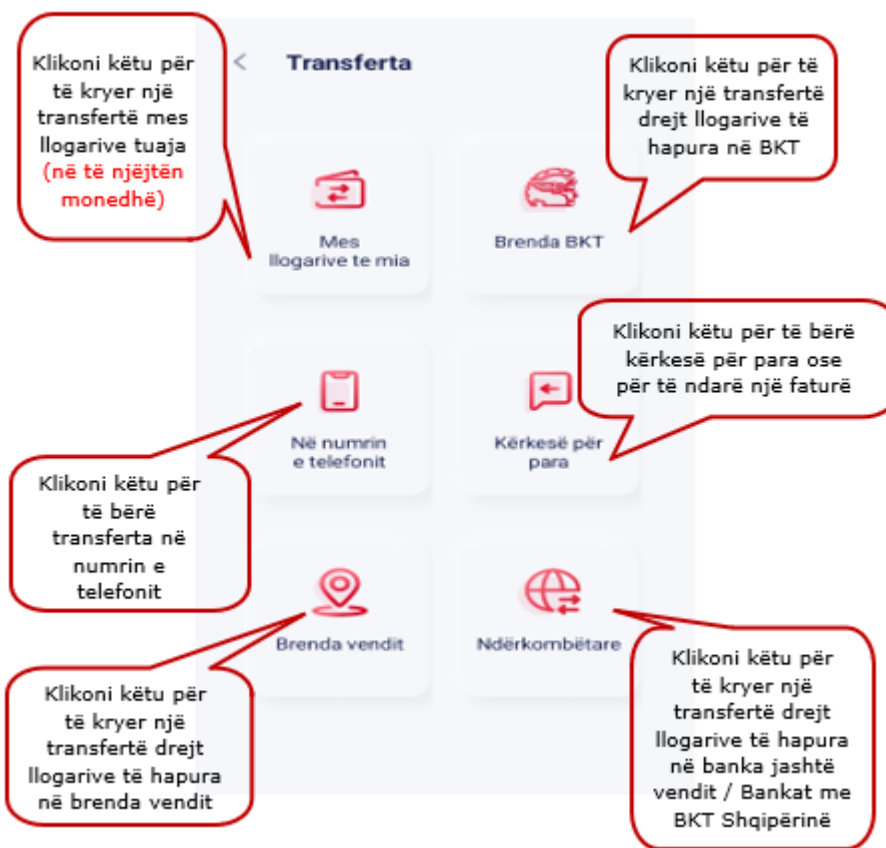 Klikoni këtu për
të kryer një
transfertë mes
llogarive tuaja
(në të njëjtën
monedhë)
Transferta
Klikoni këtu për të
kryer një transfertë
drejt llogarive të
hapura në BKT
Mes
llogarive te mia
Brenda BKT
Klikoni këtu për të bërë
kërkesë për para ose
për të ndarë një faturë
Në numrin
e telefonit
Kërkesë për
para
Klikoni këtu për
të bërë
transferta në
numrin e
telefonit
Brenda vendit
Ndërkombëtare
Klikoni këtu për
të kryer një
transfertë drejt
llogarive të hapura
në brenda vendit
Klikoni këtu për
të kryer një
transfertë drejt
llogarive të hapura
në banka jashtë
vendit / Bankat me
BKT Shqipërinë